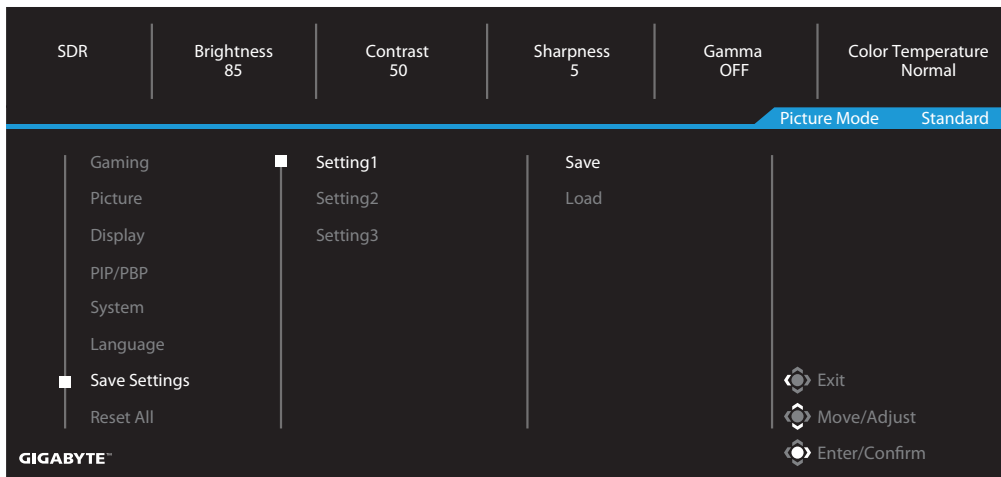 SDR
Brightness
85
Contrast
50
Sharpness
5
Gamma
OFF
Color Temperature
Normal
Picture Mode Standard
Gaming
Picture
Display
PIP/PBP
System
Language
Save Settings
Reset All
Setting1
Setting2
Setting3
Save
Load
Exit
Move/Adjust
Enter/Confirm
GIGABYTE™